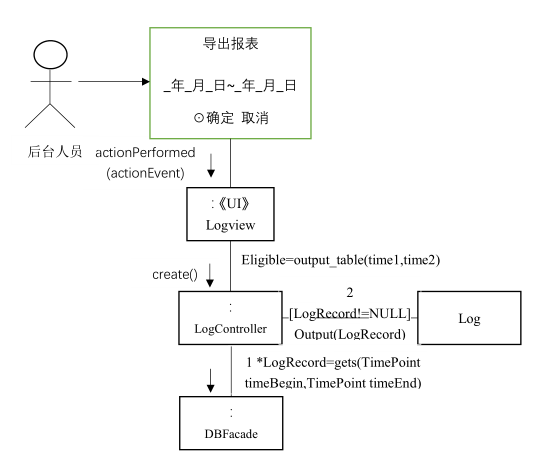 导出报表
_年_月_日~_年_月_日
⊙确定 取消
后台人员
actionPerformed
(actionEvent)
:《UI》
Logview
Eligible=output_table(time1,time2)
create()
:
LogController
2
[LogRecord!=NULL]
Output(LogRecord)
Log
1 *LogRecord=gets(TimePoint
timeBegin,TimePoint timeEnd)
:
DBFacade